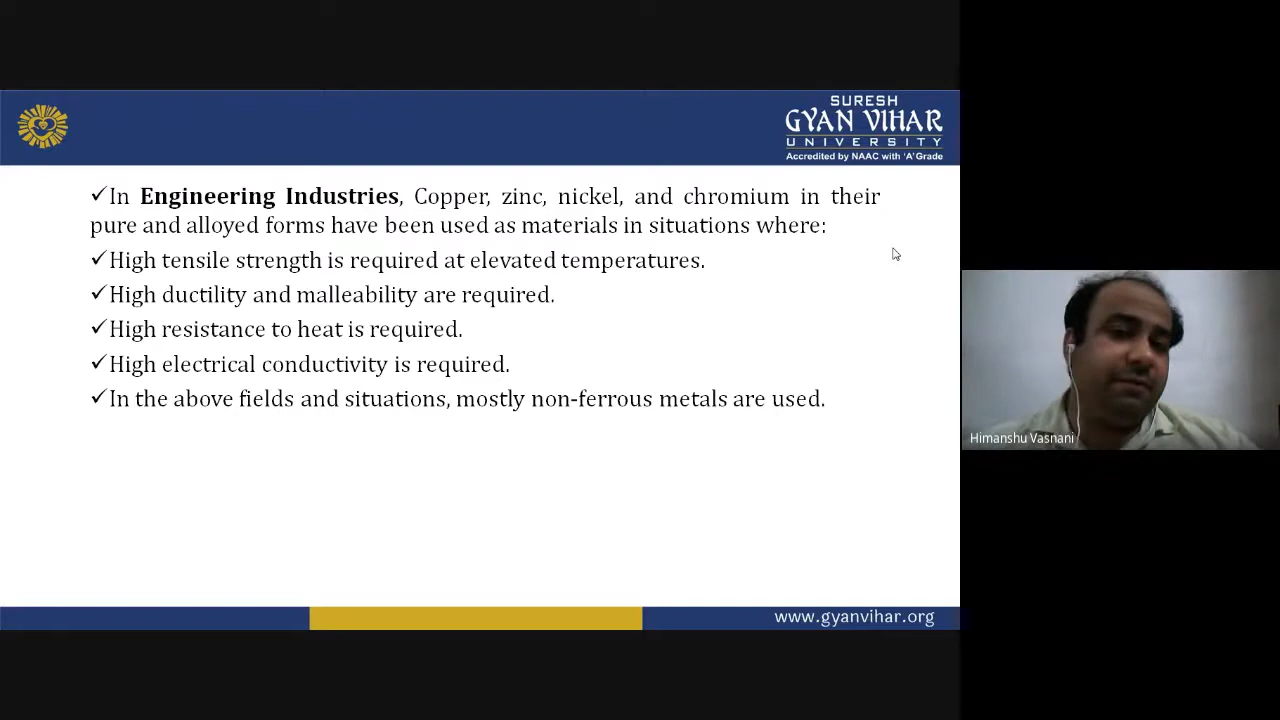 SURESH
GYAN VIHAR
UNIVERSITY
Accredited by NAAC with 'A' Grade
✓In Engineering Industries, Copper, zinc, nickel, and chromium in their
pure and alloyed forms have been used as materials in situations where:
✓High tensile strength is required at elevated temperatures.
✓High ductility and malleability are required.
✓High resistance to heat is required.
✓High electrical conductivity is required.
✓In the above fields and situations, mostly non-ferrous metals are used.
Himanshu Vasnani
www.gyanvihar.org